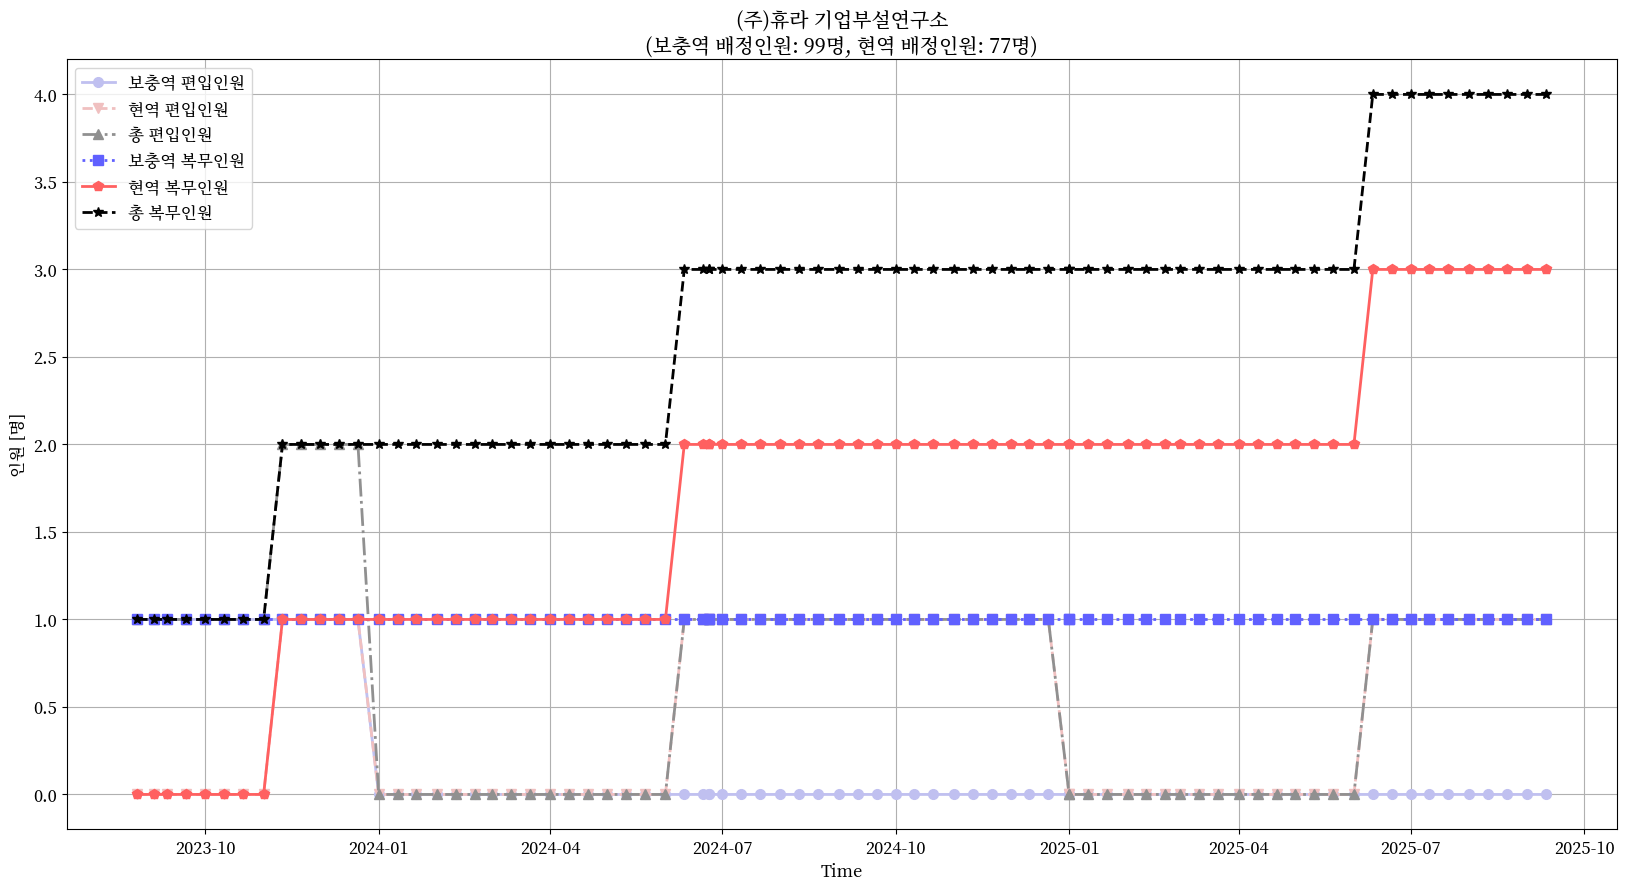 (주)휴라 기업부설연구소
(보충역 배정인원: 99명, 현역 배정인원: 77명)
보충역 편입인원
현역 편입인원
총 편입인원
보충역 복무인원
현역 복무인원
총 복무인원
4.0
3.5
3.0
2.5
2.0
1.5
1.0
0.5
0.0
인원 [명]
2023-10
2024-01
2024-04
2024-07
2024-10
2025-01
2025-04
2025-07
2025-10
Time